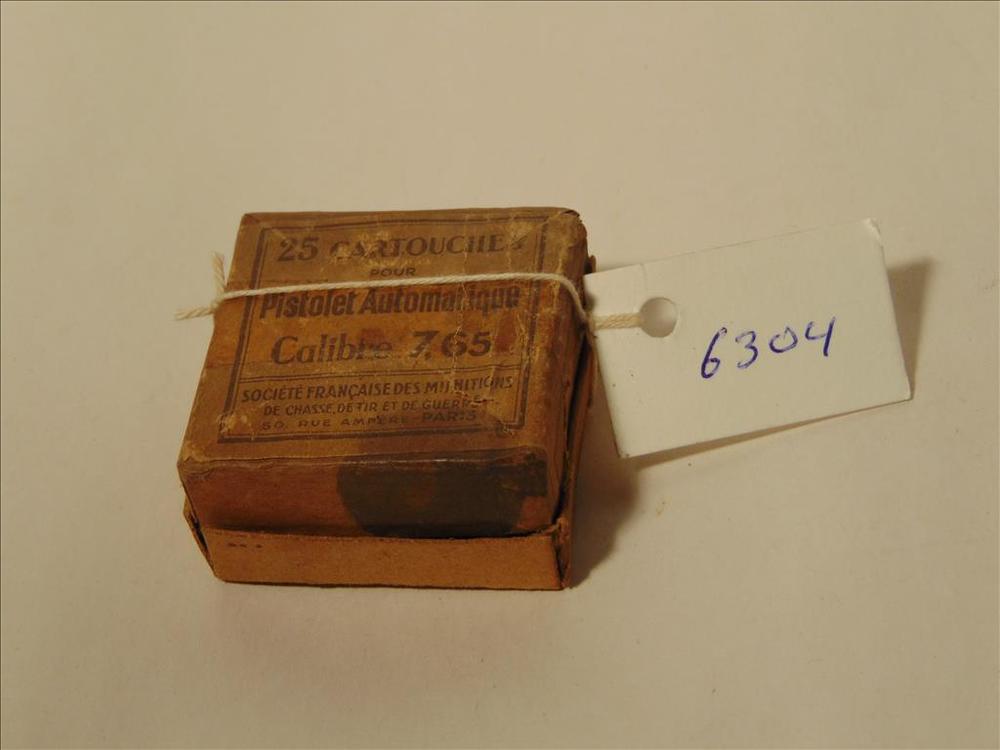 25 CARTOUCHES
POUR
Pistolet Automatique
Calibre 7,65
SOCIÉTÉ FRANÇAISE DES MUNITIONS
DE CHASSE, DE TIR ET DE GUERRE
50, RUE AMPÈRE PARIS
6304